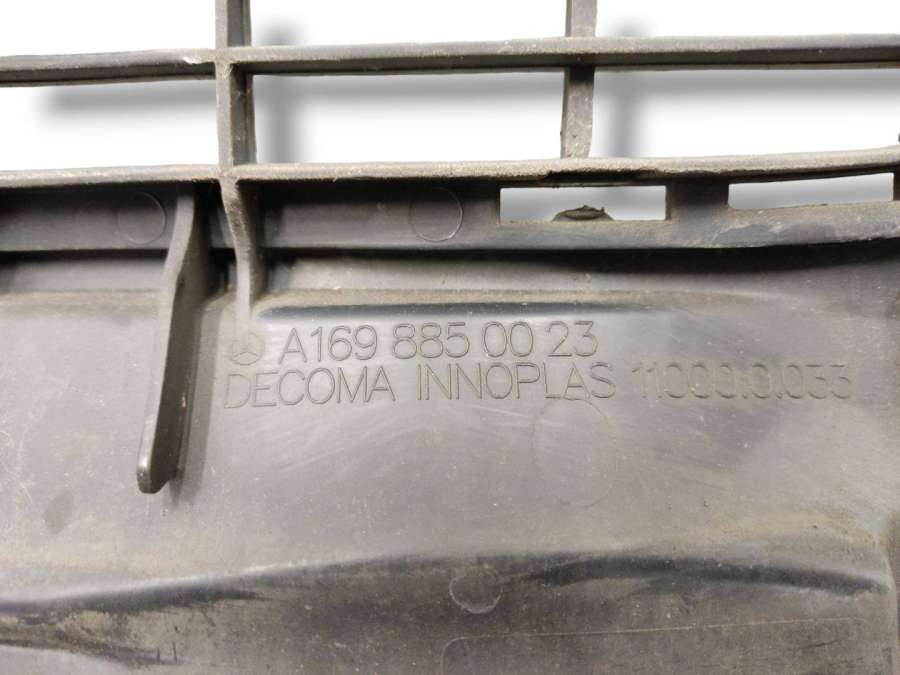 A169 885 00 23
DECOMA INNOPLAS 11000.0.033